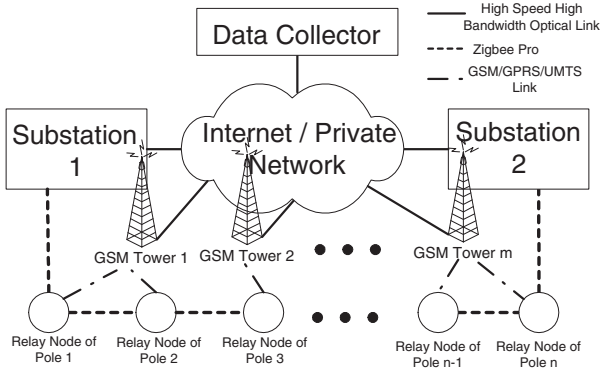 High Speed High
Bandwidth Optical Link
Data Collector
Zigbee Pro
GSM/GPRS/UMTS
Link
Substation
1
Internet / Private
Network
Substation
2
GSM Tower 1
GSM Tower 2
GSM Tower m
Relay Node of
Pole 1
Relay Node of
Pole 2
Relay Node of
Pole 3
Relay Node of
Pole n-1
Relay Node of
Pole n